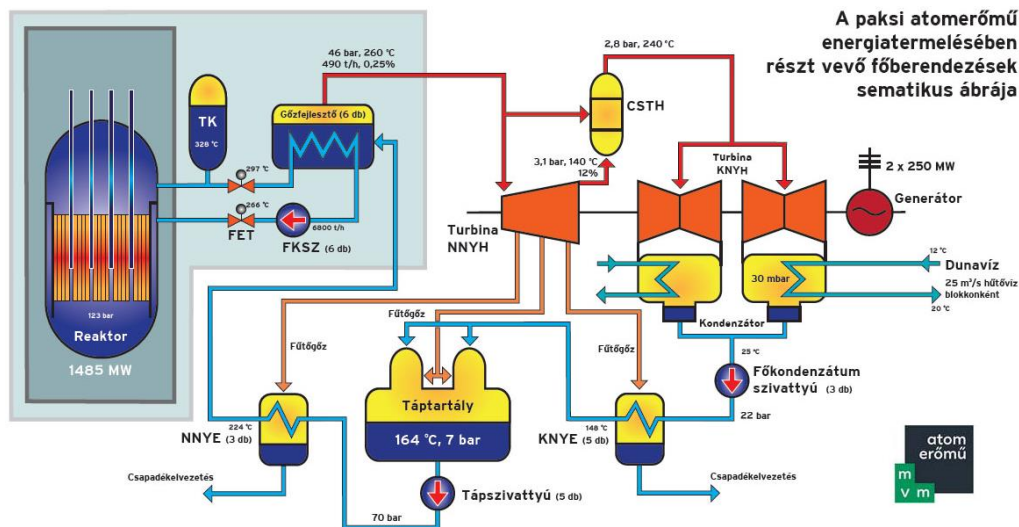 A paksi atomerőmű
energiatermelésében
részt vevő főberendezések
sematikus ábrája
46 bar, 260 °C
490 t/h, 0,25%
2,8 bar, 240 °C
CSTH
TK
328 °C
Gőzfejlesztő (6 db)
297 °C
266 °C
FET
FKSZ (6 db)
6800 t/h
3,1 bar, 140 °C
12%
Turbina
NNYH
Turbina
KNYH
2 x 250 MW
Generátor
123 bar
Reaktor
1485 MW
30 mbar
Kondenzátor
12 °C
Dunavíz
25 m³/s hűtővíz
blokkonként
20 °C
25 °C
Főkondenzátum
szivattyú (3 db)
22 bar
Fűtőgőz
Fűtőgőz
Fűtőgőz
Táptartály
164 °C, 7 bar
224 °C
NNYE (3 db)
148 °C
KNYE (5 db)
Csapadékelvezetés
Csapadékelvezetés
Tápszivattyú (5 db)
70 bar
atom
erőmű
m
v m